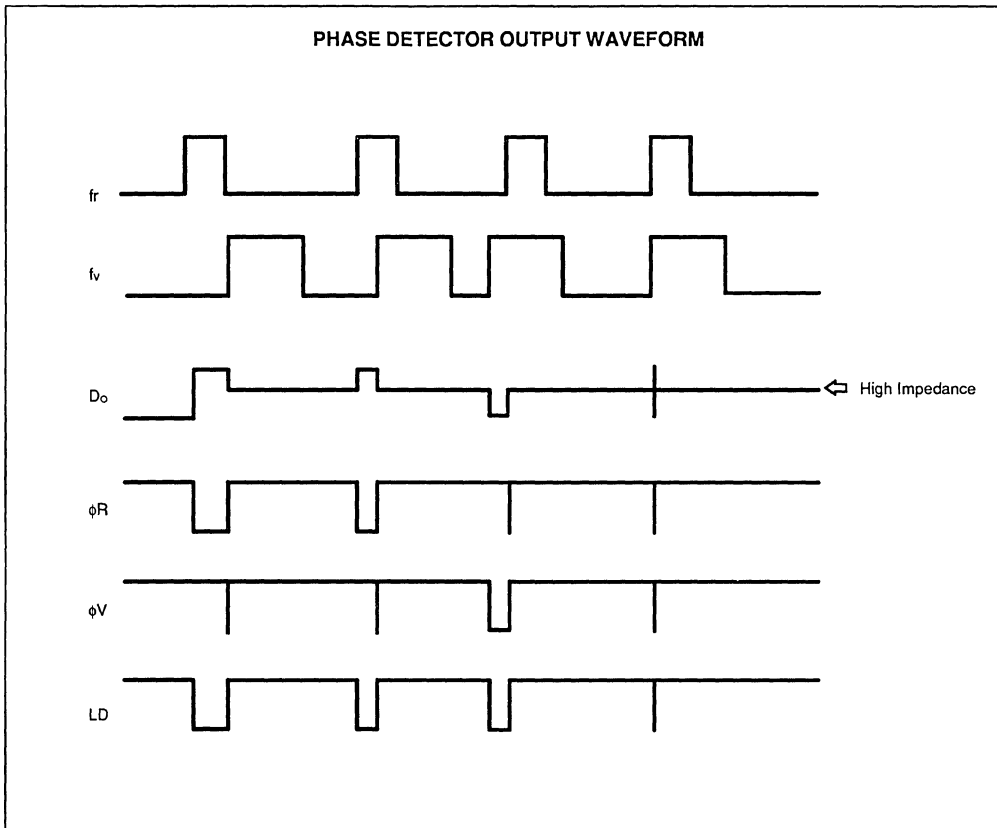 PHASE DETECTOR OUTPUT WAVEFORM
fr
fv
Do
High Impedance
φR
φV
LD